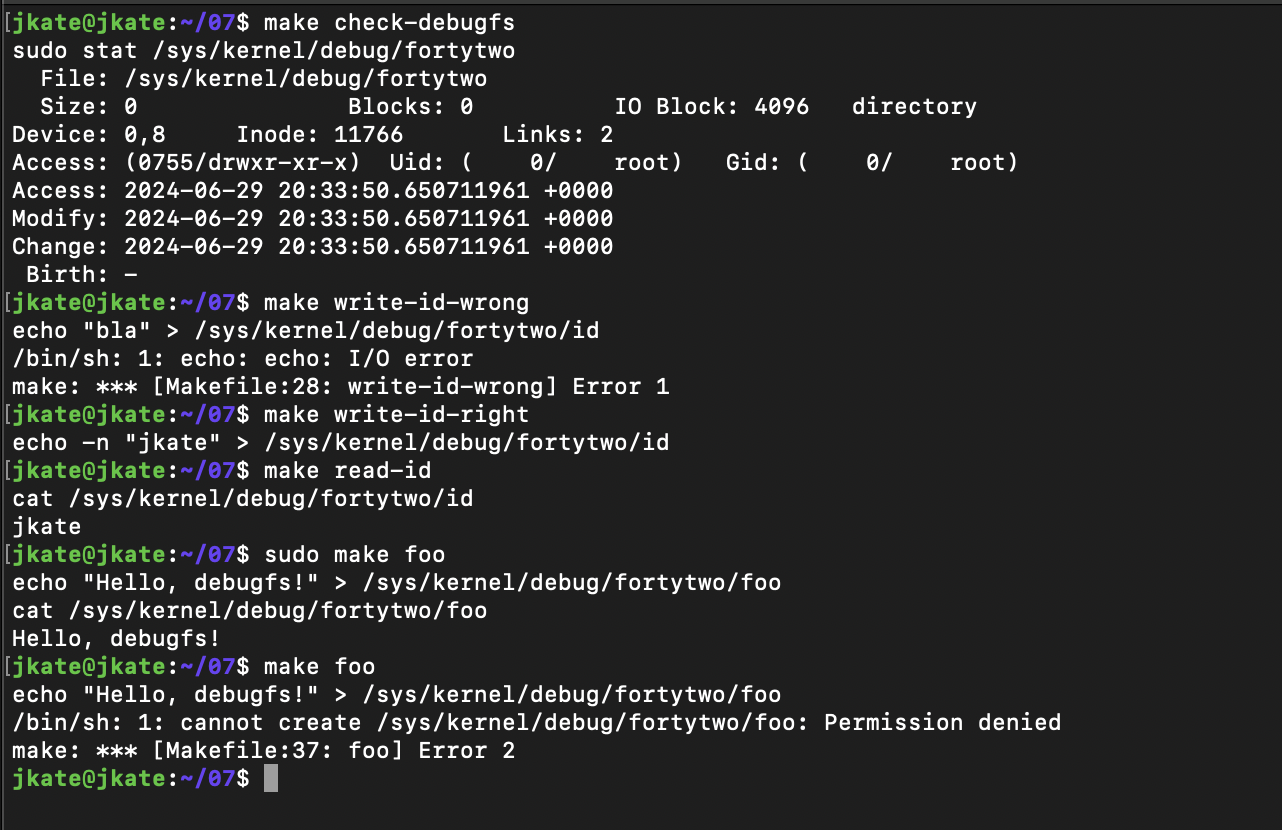 [jkate@jkate:~/07$ make check-debugfs
sudo stat /sys/kernel/debug/fortytwo
  File: /sys/kernel/debug/fortytwo
  Size: 0               Blocks: 0          IO Block: 4096   directory
Device: 0,8     Inode: 11766       Links: 2
Access: (0755/drwxr-xr-x)  Uid: (    0/    root)   Gid: (    0/    root)
Access: 2024-06-29 20:33:50.650711961 +0000
Modify: 2024-06-29 20:33:50.650711961 +0000
Change: 2024-06-29 20:33:50.650711961 +0000
 Birth: -
[jkate@jkate:~/07$ make write-id-wrong
echo "bla" > /sys/kernel/debug/fortytwo/id
/bin/sh: 1: echo: echo: I/O error
make: *** [Makefile:28: write-id-wrong] Error 1
[jkate@jkate:~/07$ make write-id-right
echo -n "jkate" > /sys/kernel/debug/fortytwo/id
[jkate@jkate:~/07$ make read-id
cat /sys/kernel/debug/fortytwo/id
jkate
[jkate@jkate:~/07$ sudo make foo
echo "Hello, debugfs!" > /sys/kernel/debug/fortytwo/foo
cat /sys/kernel/debug/fortytwo/foo
Hello, debugfs!
[jkate@jkate:~/07$ make foo
echo "Hello, debugfs!" > /sys/kernel/debug/fortytwo/foo
/bin/sh: 1: cannot create /sys/kernel/debug/fortytwo/foo: Permission denied
make: *** [Makefile:37: foo] Error 2
jkate@jkate:~/07$